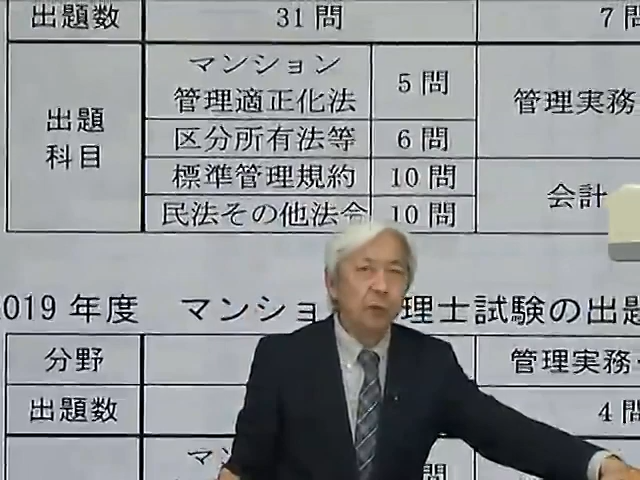 出題数 31問 7問
マンション
管理適正化法 5問 管理実務
出題
科目
区分所有法等 6問
標準管理規約 10問
会計
民法その他法令 10問
019年度 マンショ 理士試験の出題
分野 管理実務・
出題数 4問
マン
問